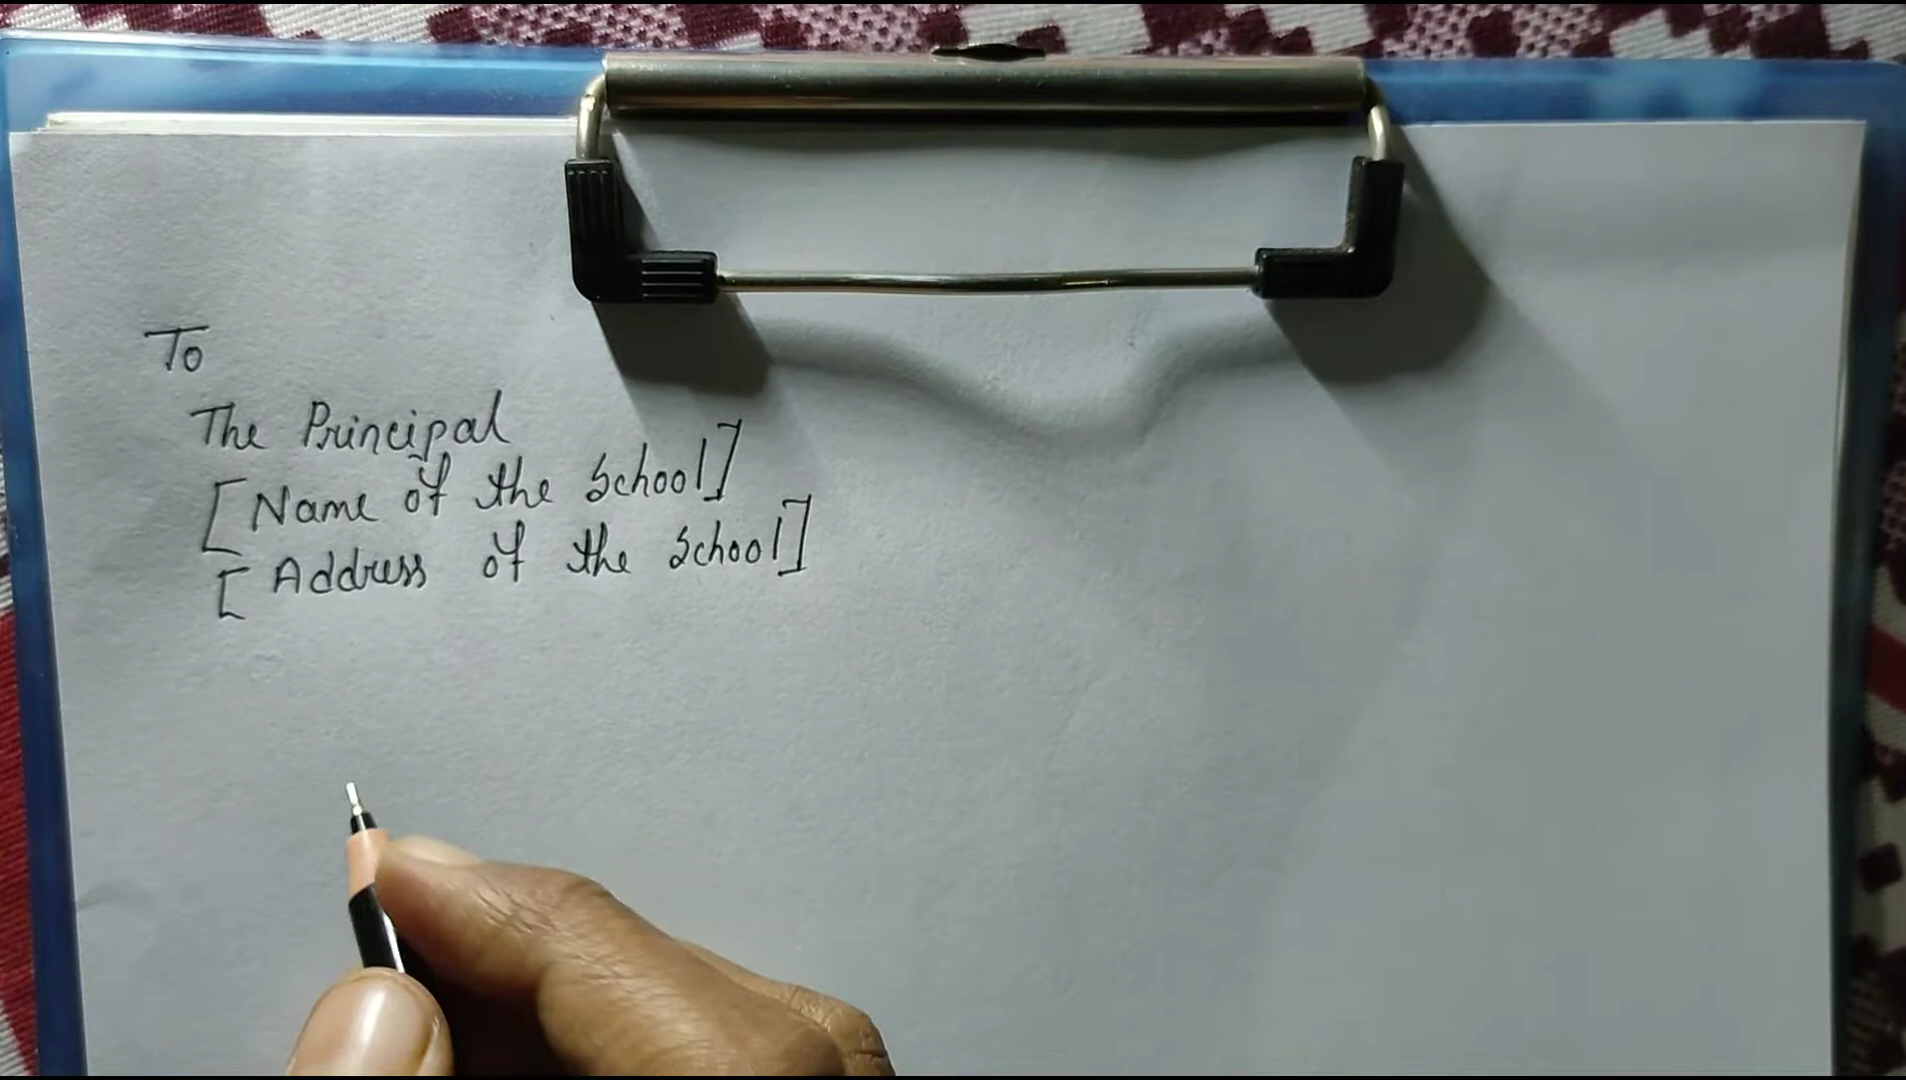 To
The Principal
[Name of the School]
[Address of the School]